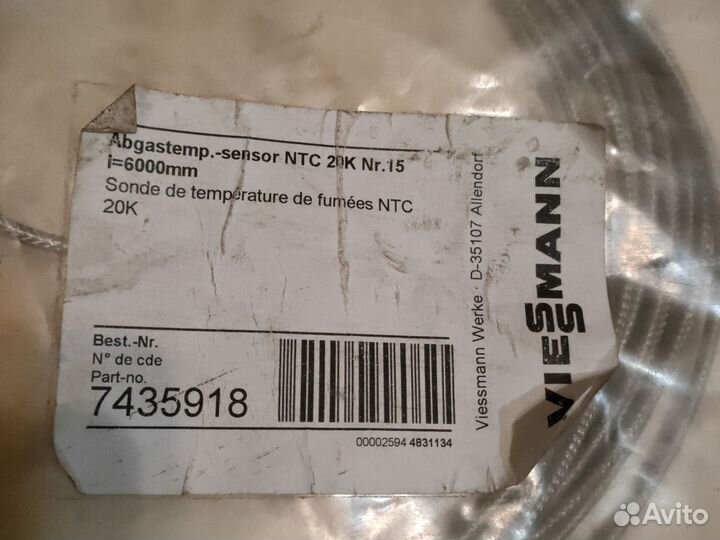 Abgastemp.-sensor NTC 20K Nr.15
l=6000mm
Sonde de température de fumées NTC
20K
Best.-Nr.
N° de cde
Part-no.
7435918
00002594 4831134
Viessmann Werke · D-35107 Allendorf
VIESSMANN
Avito